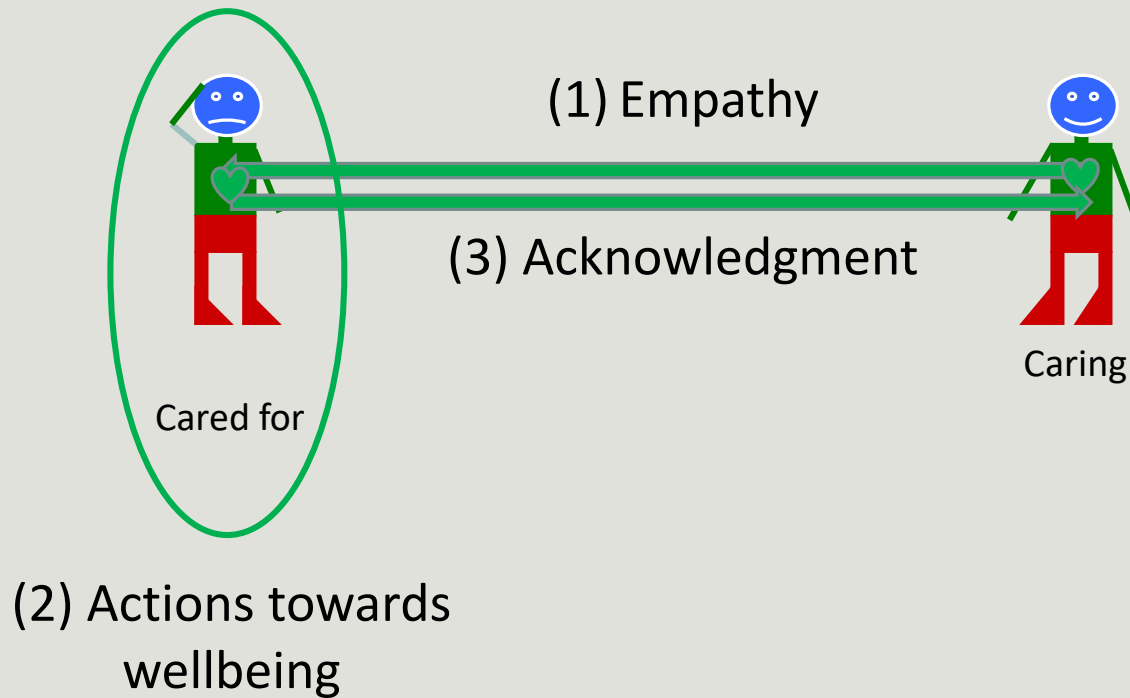 (1) Empathy
(3) Acknowledgment
Caring
Cared for
(2) Actions towards
wellbeing